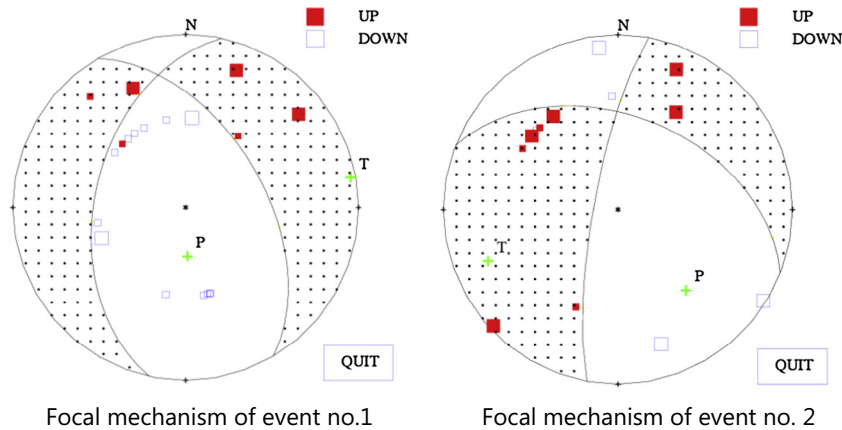 N
UP
DOWN
T
P
QUIT
Focal mechanism of event no.1
N
UP
DOWN
T
P
QUIT
Focal mechanism of event no. 2